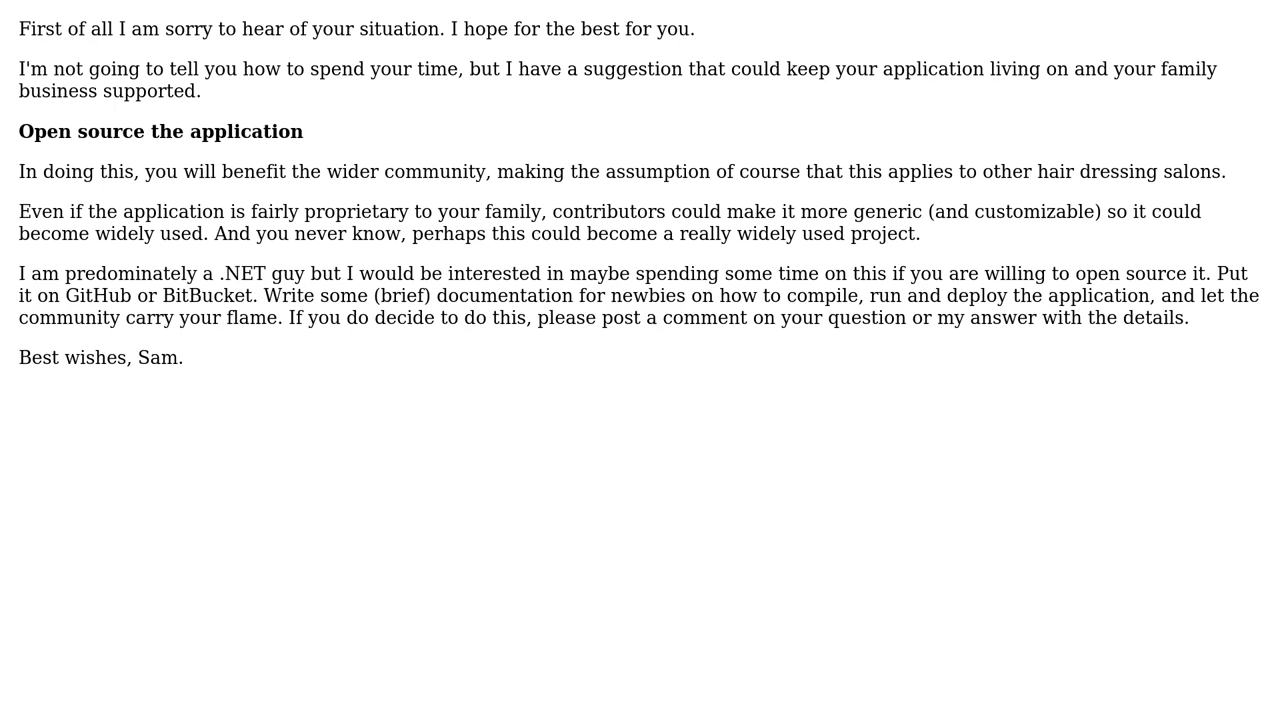 First of all I am sorry to hear of your situation. I hope for the best for you.
I'm not going to tell you how to spend your time, but I have a suggestion that could keep your application living on and your family
business supported.
Open source the application
In doing this, you will benefit the wider community, making the assumption of course that this applies to other hair dressing salons.
Even if the application is fairly proprietary to your family, contributors could make it more generic (and customizable) so it could
become widely used. And you never know, perhaps this could become a really widely used project.
I am predominately a .NET guy but I would be interested in maybe spending some time on this if you are willing to open source it. Put
it on GitHub or BitBucket. Write some (brief) documentation for newbies on how to compile, run and deploy the application, and let the
community carry your flame. If you do decide to do this, please post a comment on your question or my answer with the details.
Best wishes, Sam.